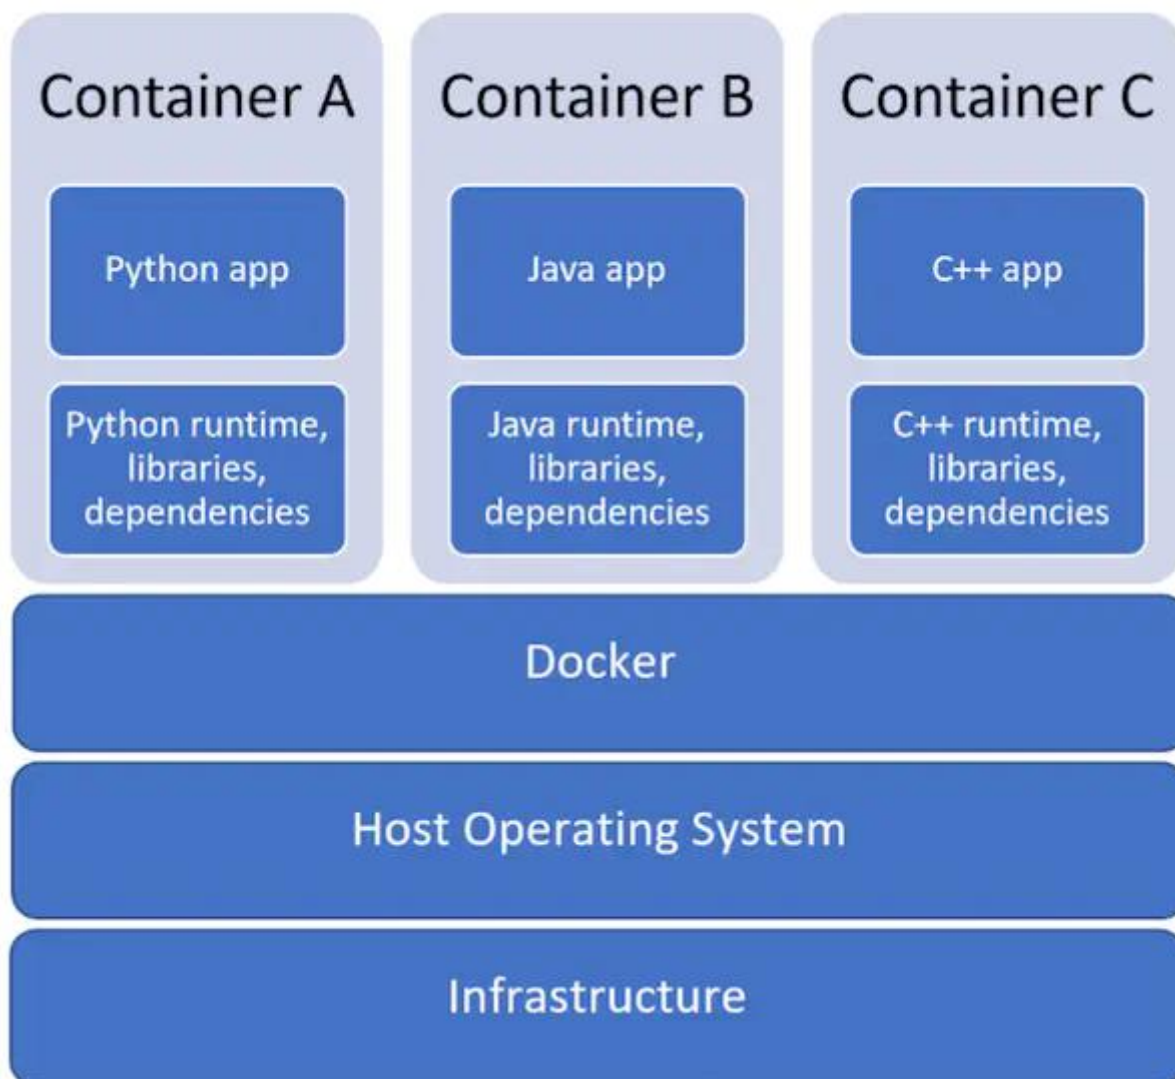 Container A
Python app
Python runtime,
libraries,
dependencies
Container B
Java app
Java runtime,
libraries,
dependencies
Container C
C++ app
C++ runtime,
libraries,
dependencies
Docker
Host Operating System
Infrastructure